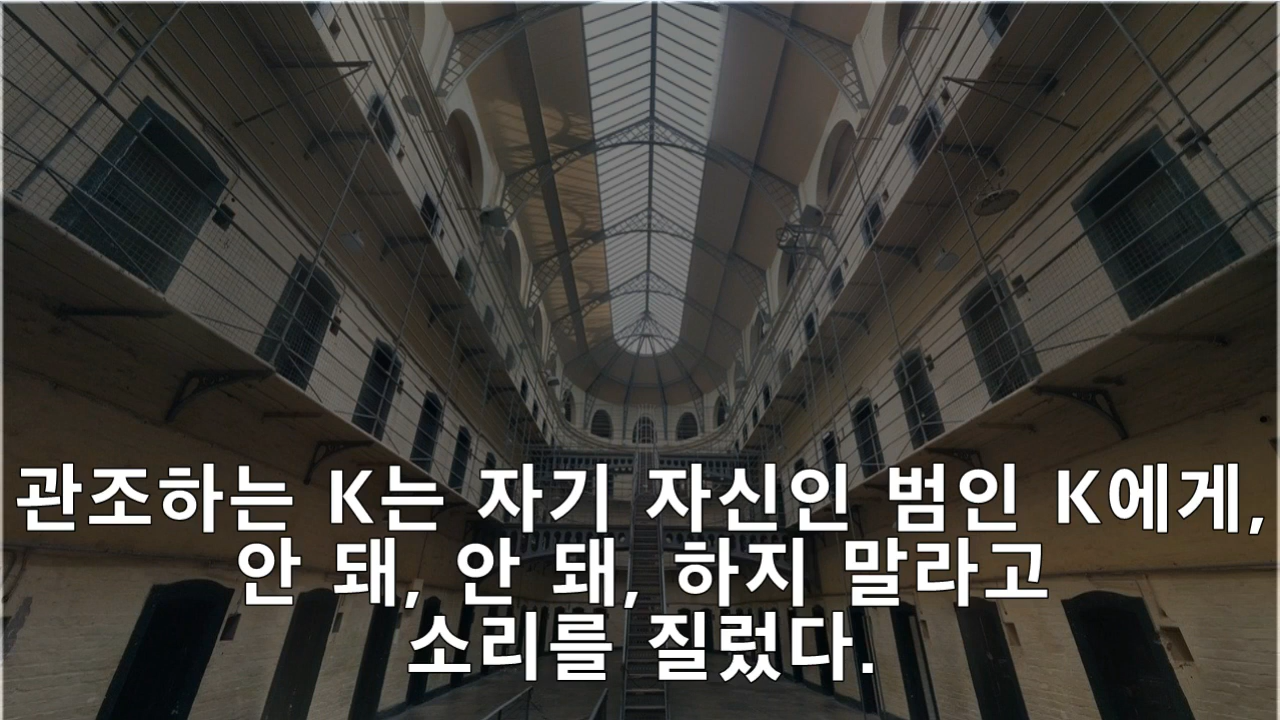 관조하는 K는 자기 자신인 범인 K에게,
안 돼, 안 돼, 하지 말라고
소리를 질렀다.